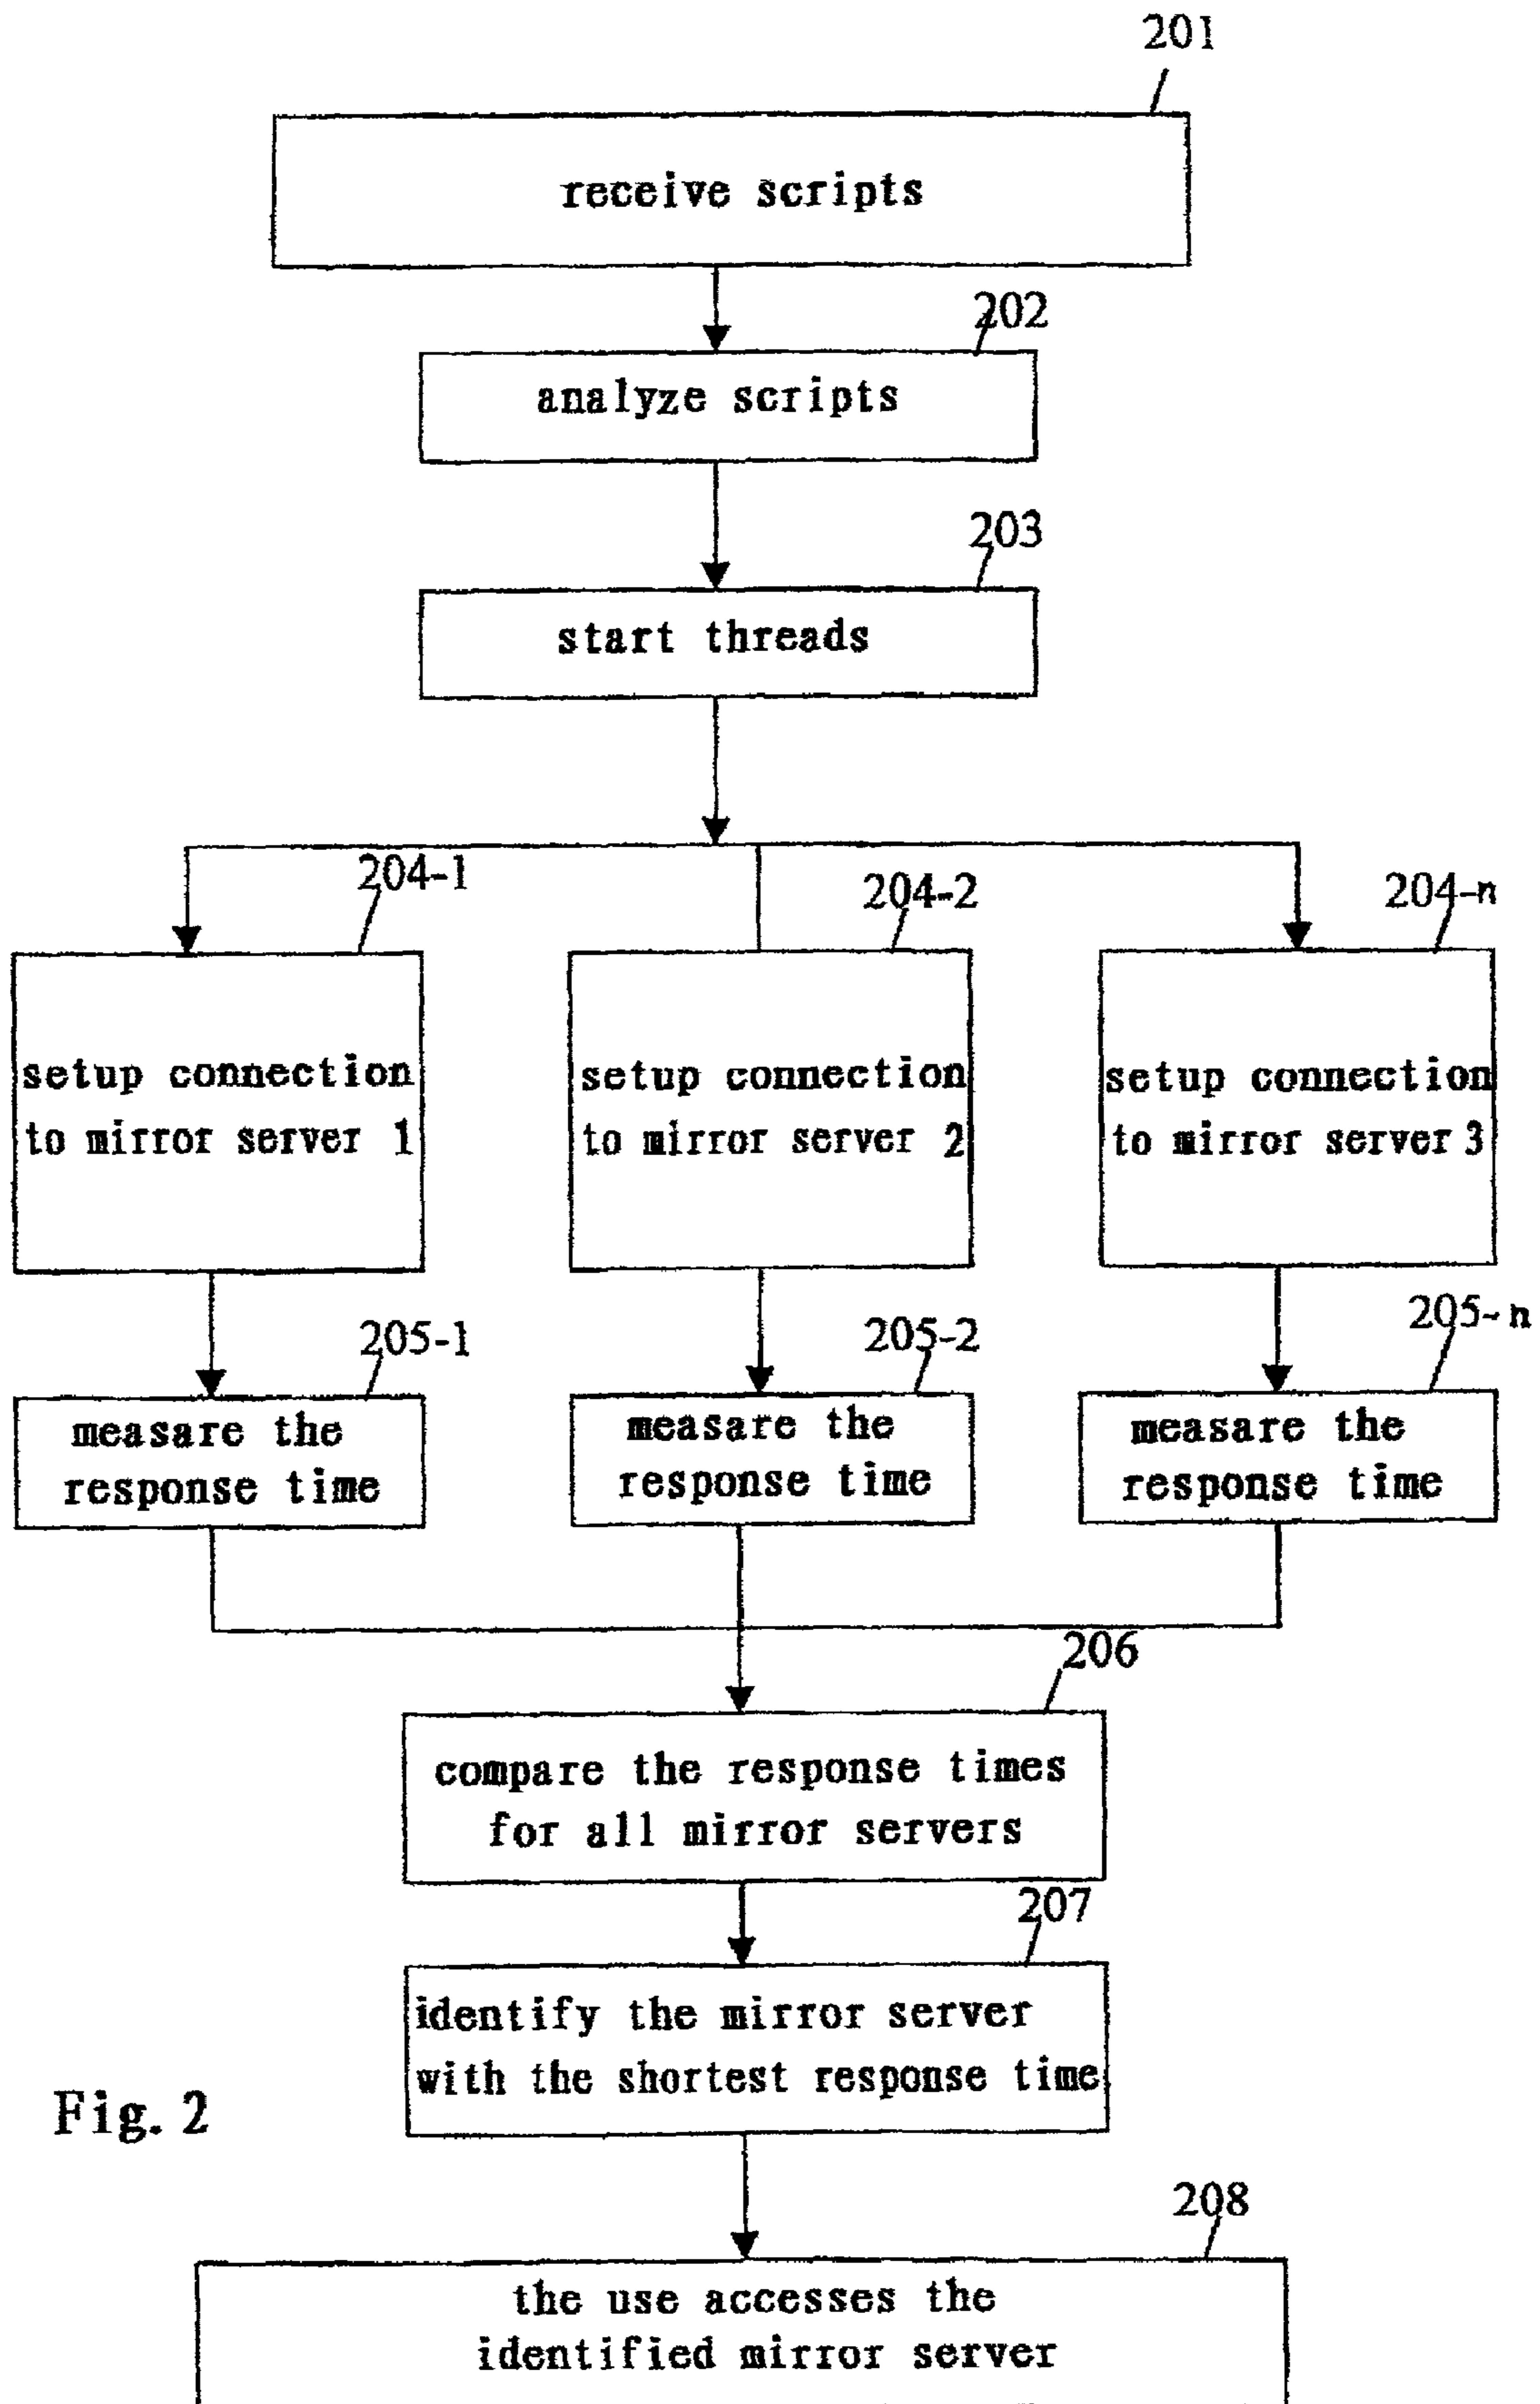 201
receive scripts
202
analyze scripts
203
start threads
204-1
204-2
204-n
setup connection
to mirror server 1
setup connection
to mirror server 2
setup connection
to mirror server 3
205-1
205-2
205-n
measare the
response time
measare the
response time
measare the
response time
206
compare the response times
for all mirror servers
207
identify the mirror server
with the shortest response time
Fig. 2
208
the use accesses the
identified mirror server